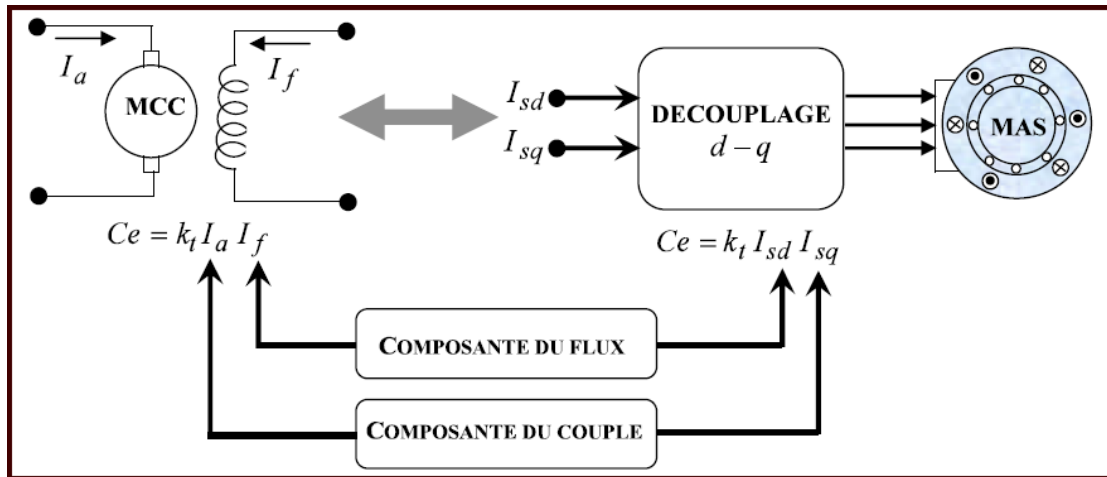 I_a
MCC
I_f
I_sd
I_sq
DECOUPLAGE
d - q
MAS
Ce = k_t I_a I_f
Ce = k_t I_sd I_sq
COMPOSANTE DU FLUX
COMPOSANTE DU COUPLE